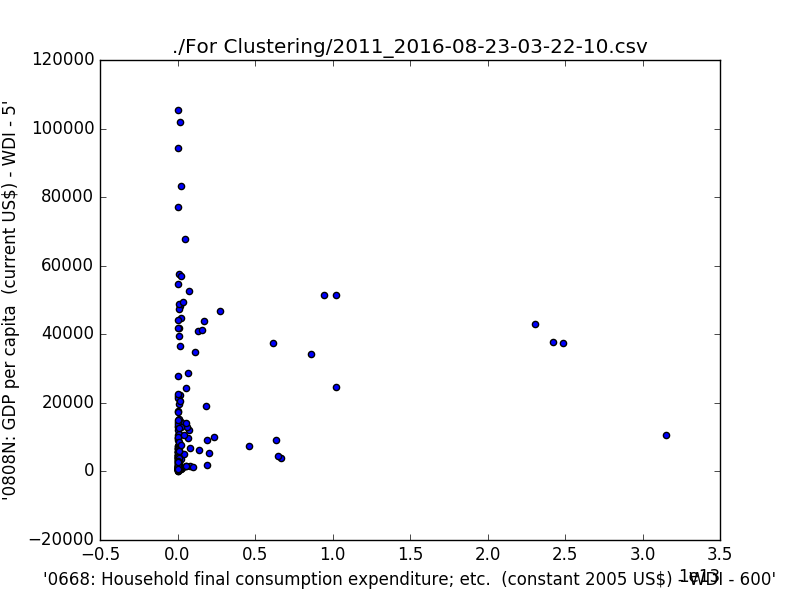 ./For Clustering/2011_2016-08-23-03-22-10.csv
120000
100000
80000
60000
40000
20000
0
−20000
'0808N: GDP per capita  (current US$) - WDI - 5'
−0.5 0.0 0.5 1.0 1.5 2.0 2.5 3.0 3.5
1e13
'0668: Household final consumption expenditure; etc.  (constant 2005 US$) - WDI - 600'